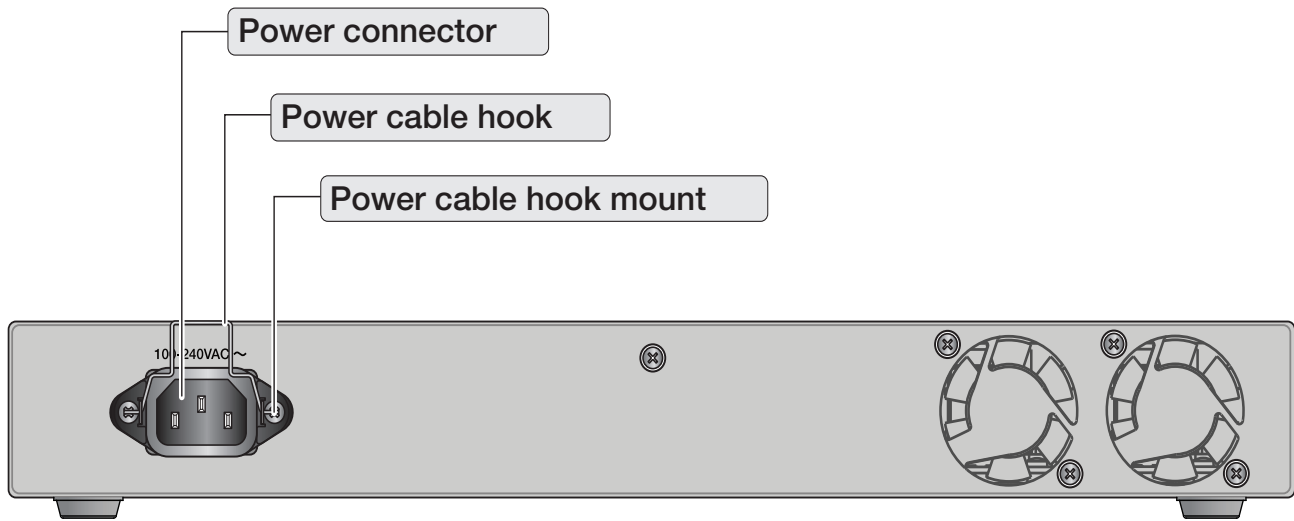 Power connector
Power cable hook
Power cable hook mount
100-240VAC ～